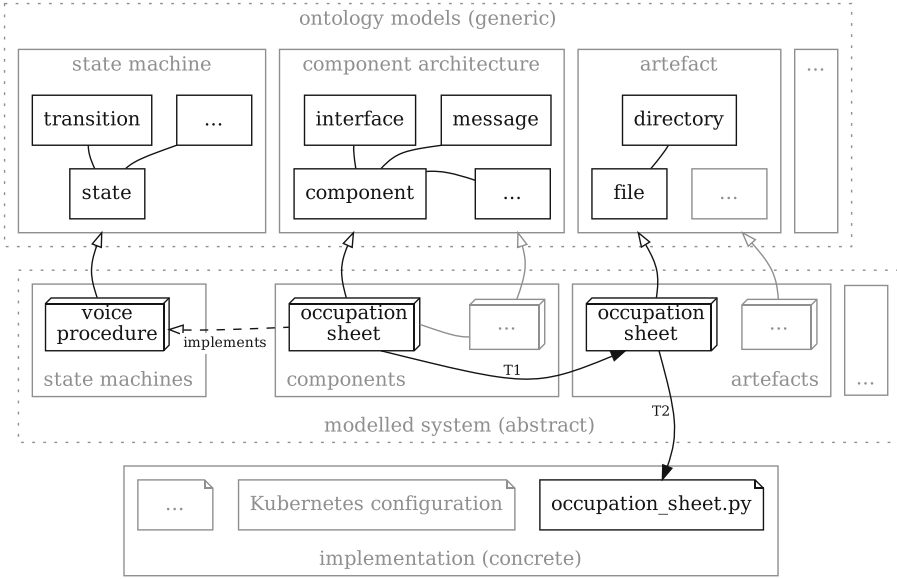 ontology models (generic)
state machine
component architecture
artefact
...
transition
...
interface
message
directory
state
component
...
file
...
voice
procedure
occupation
sheet
...
occupation
sheet
...
implements
state machines
components
T1
artefacts
...
T2
modelled system (abstract)
...
Kubernetes configuration
occupation_sheet.py
implementation (concrete)